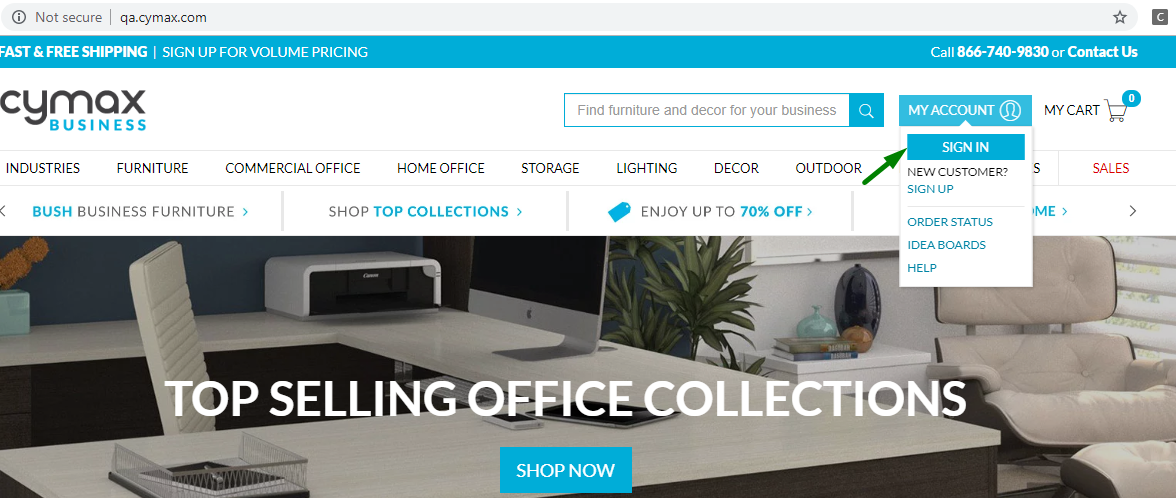 Not secure | qa.cymax.com
C
FAST & FREE SHIPPING | SIGN UP FOR VOLUME PRICING
Call 866-740-9830 or Contact Us
cymax
BUSINESS
Find furniture and decor for your business
MY ACCOUNT
MY CART
0
SIGN IN
NEW CUSTOMER?
SIGN UP
ORDER STATUS
IDEA BOARDS
HELP
INDUSTRIES FURNITURE COMMERCIAL OFFICE HOME OFFICE STORAGE LIGHTING DECOR OUTDOOR S SALES
BUSH BUSINESS FURNITURE >
SHOP TOP COLLECTIONS >
ENJOY UP TO 70% OFF >
OME >
Canon
TOP SELLING OFFICE COLLECTIONS
SHOP NOW